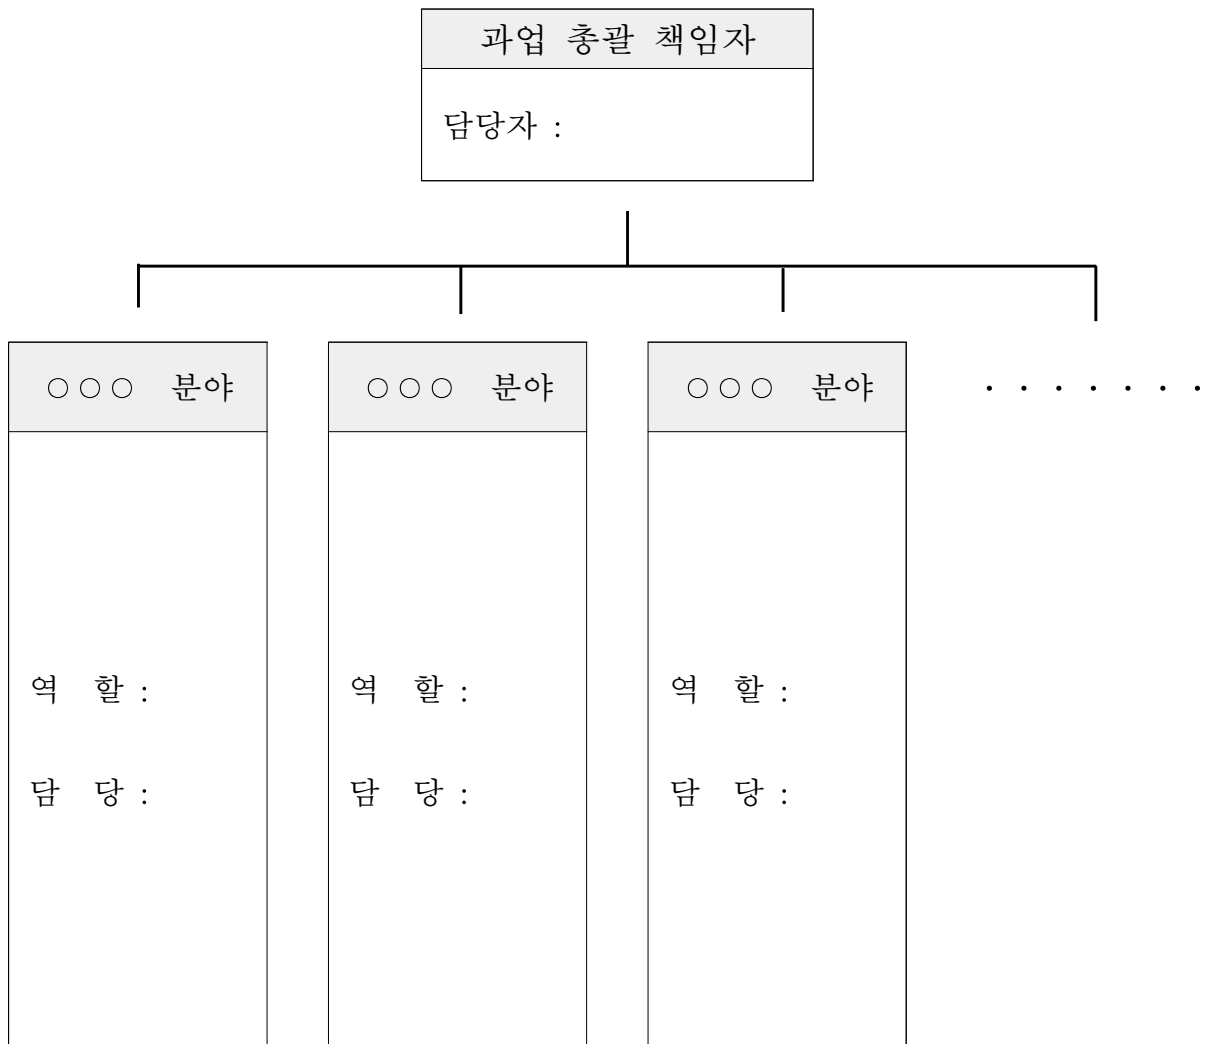 과업 총괄 책임자
담당자 :
○○○ 분야
○○○ 분야
○○○ 분야
· · · · · · ·
역 할 :
역 할 :
역 할 :
담 당 :
담 당 :
담 당 :